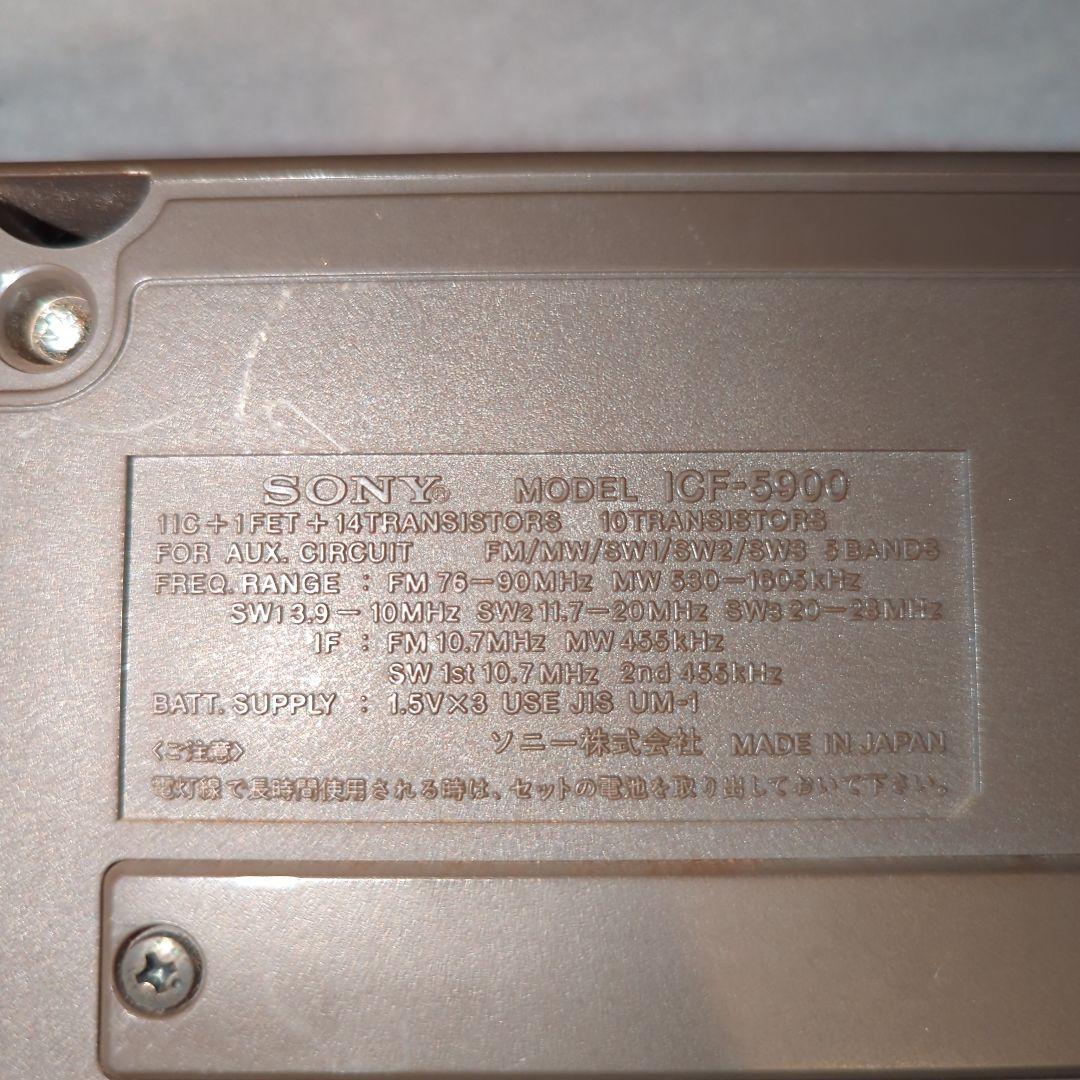 SONY® MODEL ICF-5900
1IC+1FET+14TRANSISTORS 10TRANSISTORS
FOR AUX. CIRCUIT FM/MW/SW1/SW2/SW3 5 BANDS
FREQ. RANGE : FM 76-90MHz MW 530-1605kHz
SW1 3.9-10MHz SW2 11.7-20MHz SW3 20-28MHz
IF : FM 10.7MHz MW 455kHz
SW 1st 10.7MHz 2nd 455kHz
BATT. SUPPLY : 1.5V×3 USE JIS UM-1
ソニー株式会社 MADE IN JAPAN
〈ご注意〉
電灯線で長時間使用される時は、セットの電池を取り出しておいて下さい。